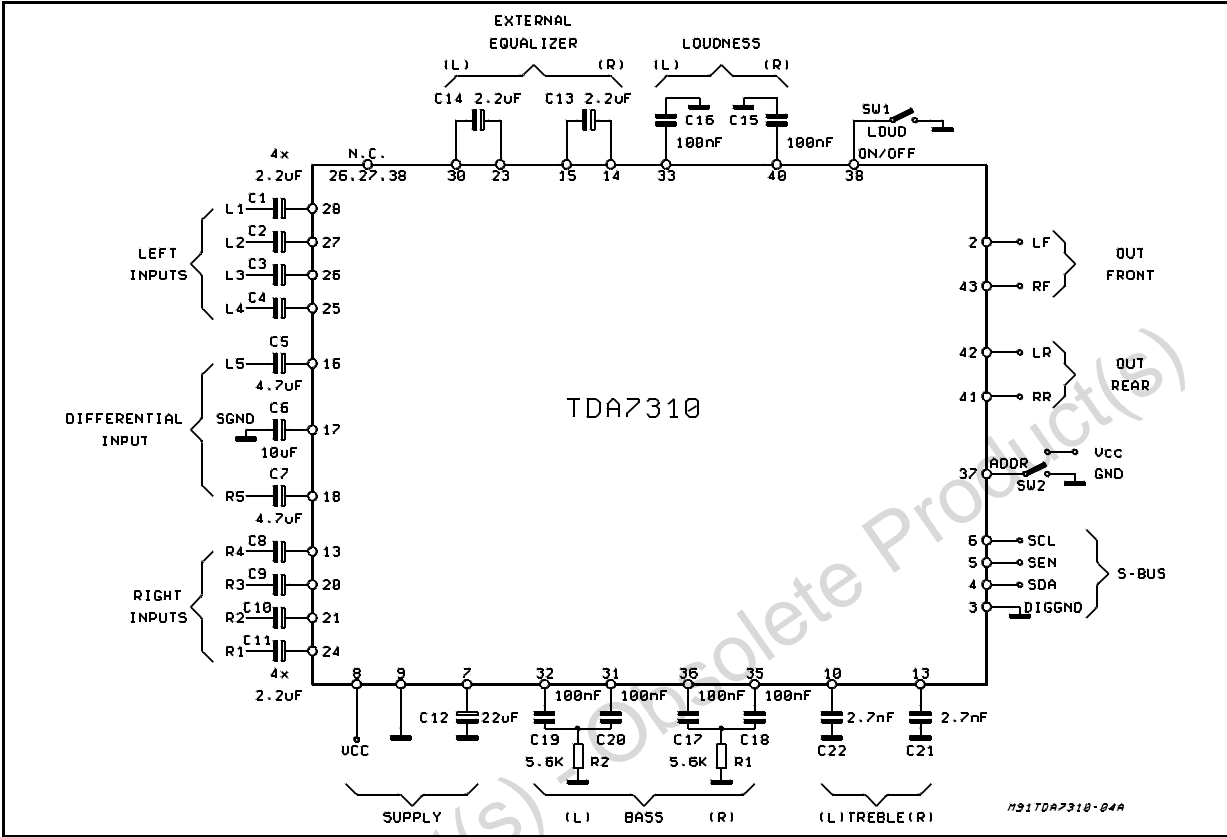 EXTERNAL
EQUALIZER LOUDNESS
(L) (R) (L) (R)
C14 2.2uF C13 2.2uF
C16 C15 SW1
LOUD
100nF 100nF ON/OFF
4x N.C.
2.2uF 26.27.38 30 23 15 14 33 40 38
L1 C1 28
L2 C2 27
L3 C3 26
L4 C4 25
LEFT
INPUTS
2 LF
43 RF
OUT
FRONT
L5 C5 16
4.7uF
42 LR
41 RR
OUT
REAR
TDA7310
DIFFERENTIAL
INPUT
SGND C6 17
10uF
C7
R5 18
4.7uF
37 ADDR Vcc
SW2 GND
R4 C8 13
R3 C9 20
R2 C10 21
R1 C11 24
RIGHT
INPUTS
6 SCL
5 SEN
4 SDA
3 DIGGND
S-BUS
4x
2.2uF
8 9 7 32 31 36 35 10 13
100nF 100nF 100nF 100nF
C12 22uF 2.7nF 2.7nF
VCC C19 C20 C17 C18 C22 C21
5.6K R2 5.6K R1
SUPPLY (L) BASS (R) (L)TREBLE(R)
M91TDA7310-04A
(s) - Obsolete Product(s)